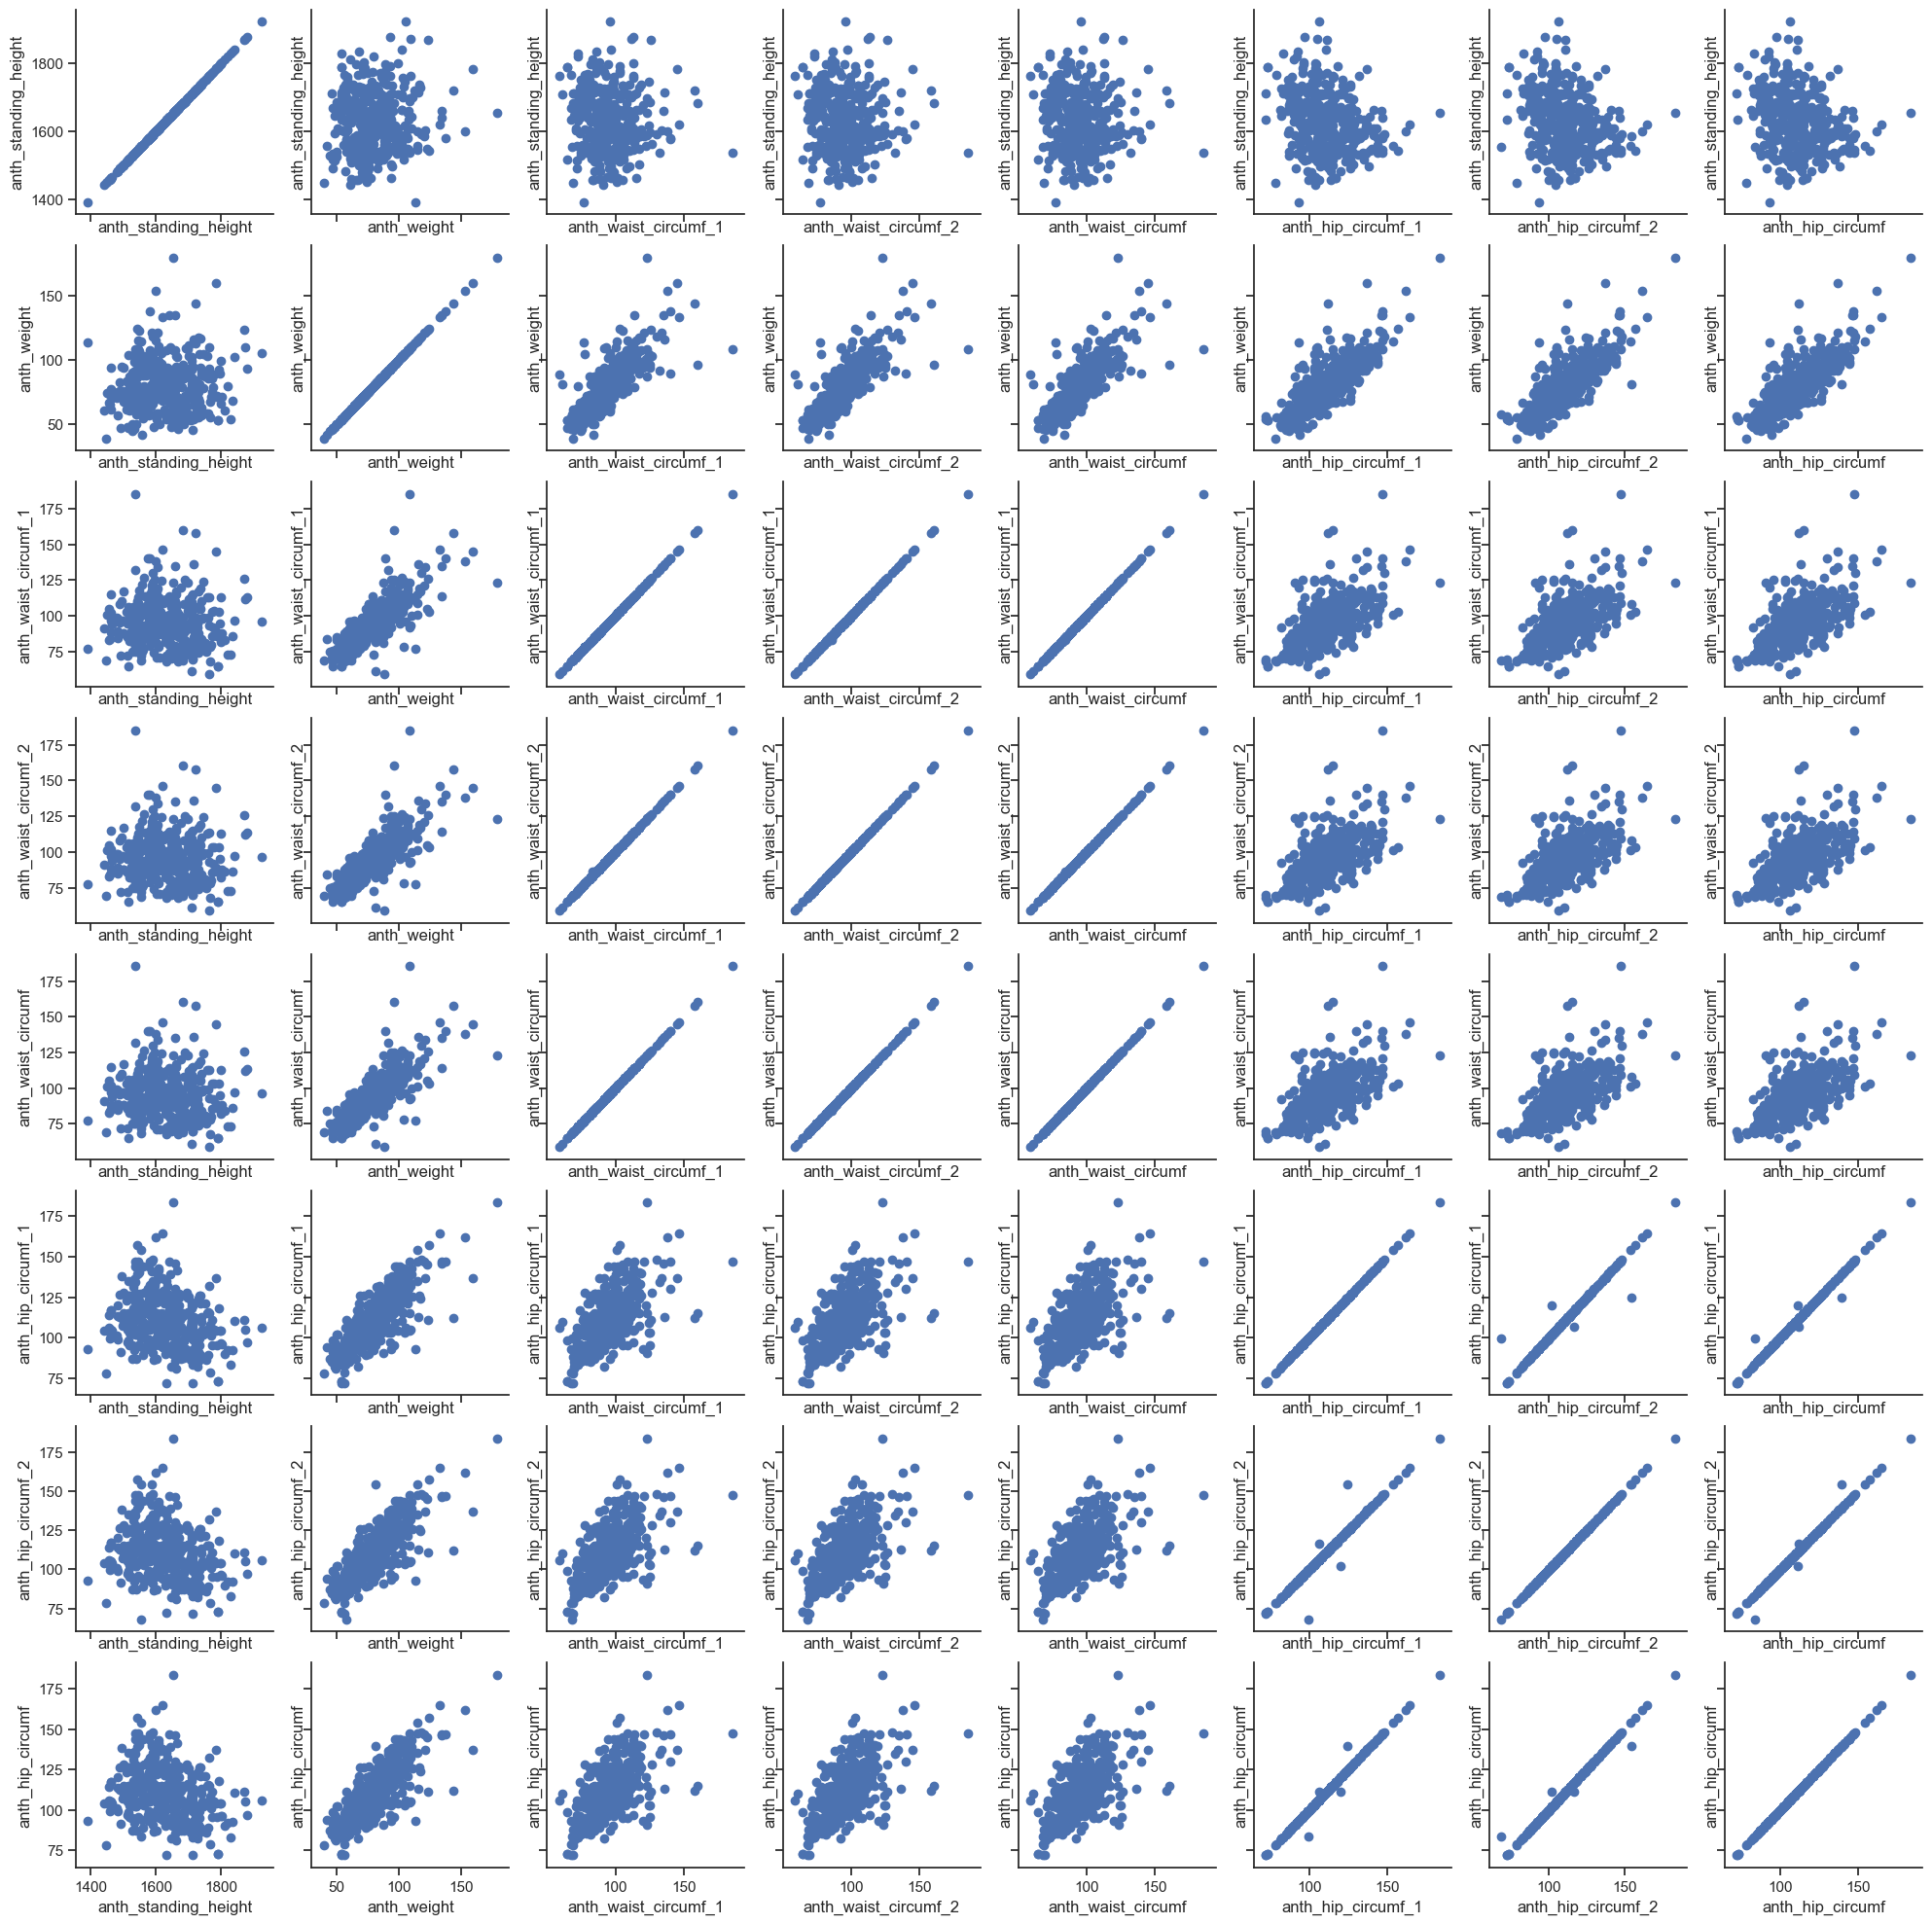 anth_standing_height
1800
1600
1400
anth_standing_height
anth_standing_height
anth_weight
anth_standing_height
anth_waist_circumf_1
anth_standing_height
anth_waist_circumf_2
anth_standing_height
anth_waist_circumf
anth_standing_height
anth_hip_circumf_1
anth_standing_height
anth_hip_circumf_2
anth_standing_height
anth_hip_circumf
anth_weight
150
100
50
anth_standing_height
anth_weight
anth_weight
anth_weight
anth_waist_circumf_1
anth_weight
anth_waist_circumf_2
anth_weight
anth_waist_circumf
anth_weight
anth_hip_circumf_1
anth_weight
anth_hip_circumf_2
anth_weight
anth_hip_circumf
anth_waist_circumf_1
175
150
125
100
75
anth_standing_height
anth_waist_circumf_1
anth_weight
anth_waist_circumf_1
anth_waist_circumf_1
anth_waist_circumf_1
anth_waist_circumf_2
anth_waist_circumf_1
anth_waist_circumf
anth_waist_circumf_1
anth_hip_circumf_1
anth_waist_circumf_1
anth_hip_circumf_2
anth_waist_circumf_1
anth_hip_circumf
anth_waist_circumf_2
175
150
125
100
75
anth_standing_height
anth_waist_circumf_2
anth_weight
anth_waist_circumf_2
anth_waist_circumf_1
anth_waist_circumf_2
anth_waist_circumf_2
anth_waist_circumf_2
anth_waist_circumf
anth_waist_circumf_2
anth_hip_circumf_1
anth_waist_circumf_2
anth_hip_circumf_2
anth_waist_circumf_2
anth_hip_circumf
anth_waist_circumf
175
150
125
100
75
anth_standing_height
anth_waist_circumf
anth_weight
anth_waist_circumf
anth_waist_circumf_1
anth_waist_circumf
anth_waist_circumf_2
anth_waist_circumf
anth_waist_circumf
anth_waist_circumf
anth_hip_circumf_1
anth_waist_circumf
anth_hip_circumf_2
anth_waist_circumf
anth_hip_circumf
anth_hip_circumf_1
175
150
125
100
75
anth_standing_height
anth_hip_circumf_1
anth_weight
anth_hip_circumf_1
anth_waist_circumf_1
anth_hip_circumf_1
anth_waist_circumf_2
anth_hip_circumf_1
anth_waist_circumf
anth_hip_circumf_1
anth_hip_circumf_1
anth_hip_circumf_1
anth_hip_circumf_2
anth_hip_circumf_1
anth_hip_circumf
anth_hip_circumf_2
175
150
125
100
75
anth_standing_height
anth_hip_circumf_2
anth_weight
anth_hip_circumf_2
anth_waist_circumf_1
anth_hip_circumf_2
anth_waist_circumf_2
anth_hip_circumf_2
anth_waist_circumf
anth_hip_circumf_2
anth_hip_circumf_1
anth_hip_circumf_2
anth_hip_circumf_2
anth_hip_circumf_2
anth_hip_circumf
anth_hip_circumf
175
150
125
100
75
1400 1600 1800
anth_standing_height
anth_hip_circumf
50 100 150
anth_weight
anth_hip_circumf
100 150
anth_waist_circumf_1
anth_hip_circumf
100 150
anth_waist_circumf_2
anth_hip_circumf
100 150
anth_waist_circumf
anth_hip_circumf
100 150
anth_hip_circumf_1
anth_hip_circumf
100 150
anth_hip_circumf_2
anth_hip_circumf
100 150
anth_hip_circumf